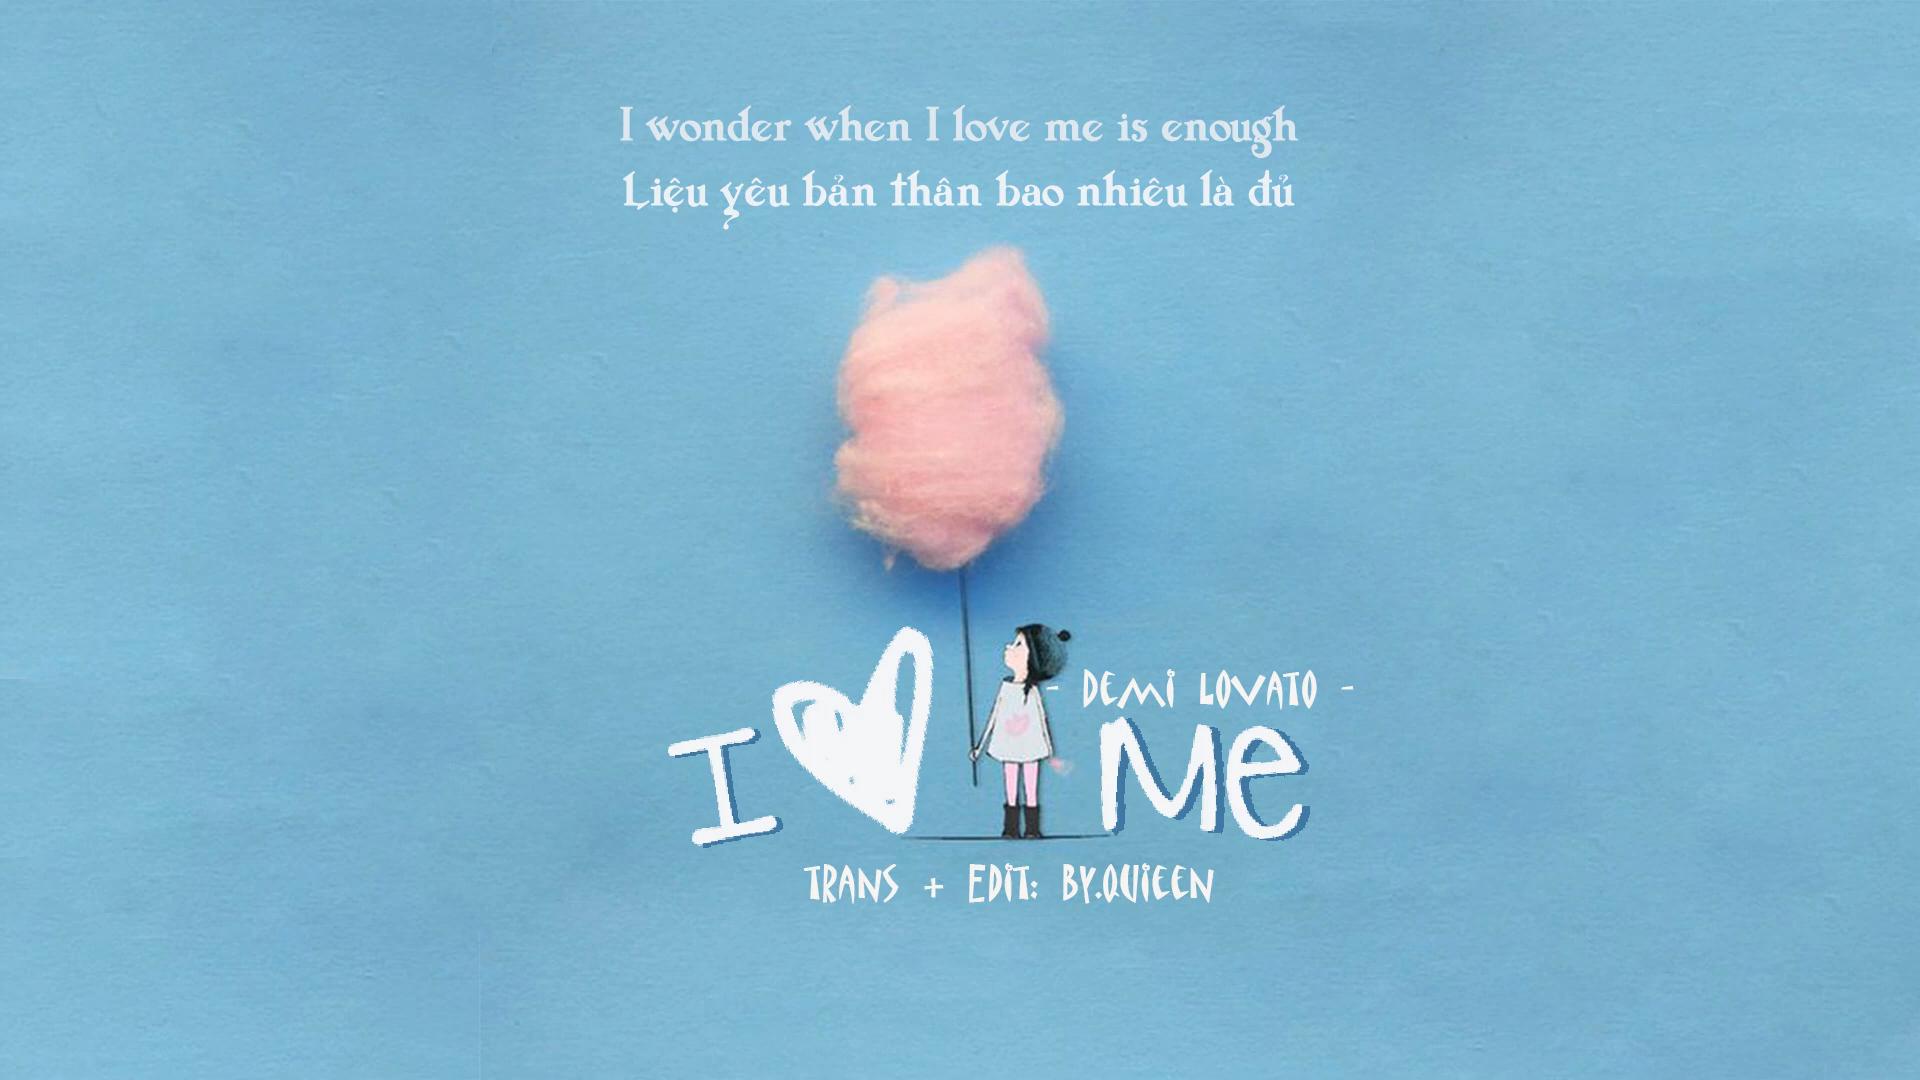 I wonder when I love me is enough
Liệu yêu bản thân bao nhiêu là đủ
- DEMI LOVATO -
I Me
TRANS + EDIT: BY.QUIEEN